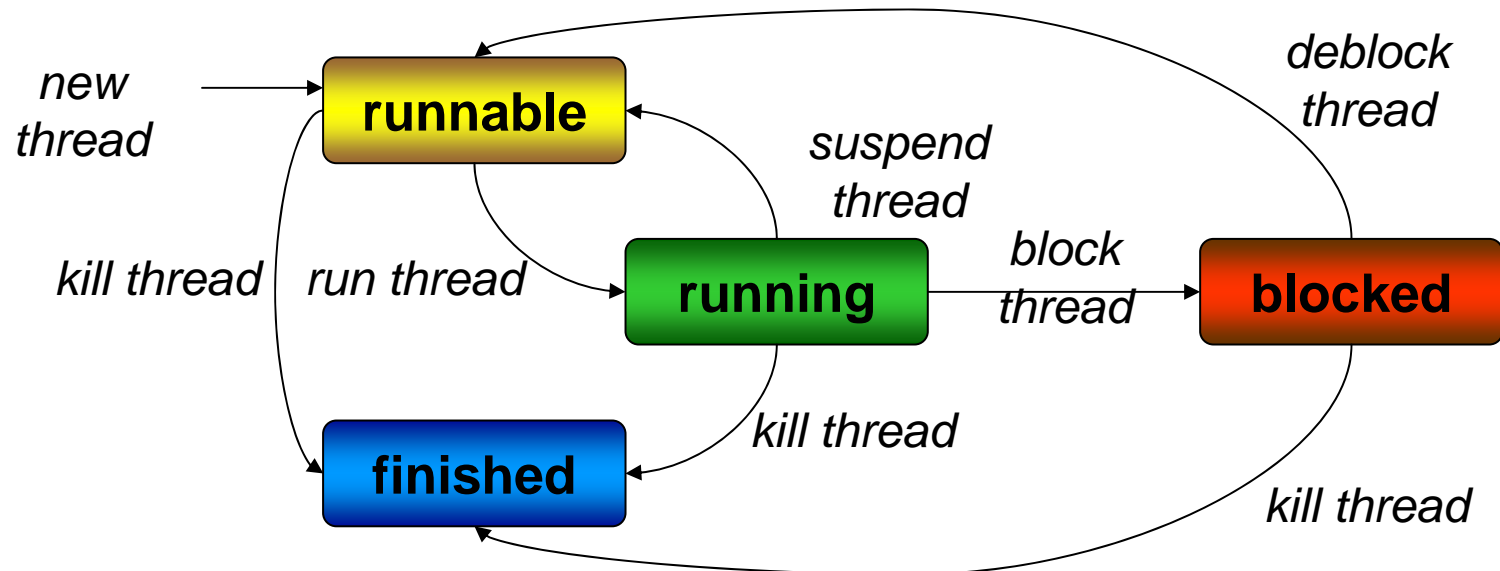 new
thread
runnable
deblock
thread
suspend
thread
kill thread
run thread
running
block
thread
blocked
finished
kill thread
kill thread